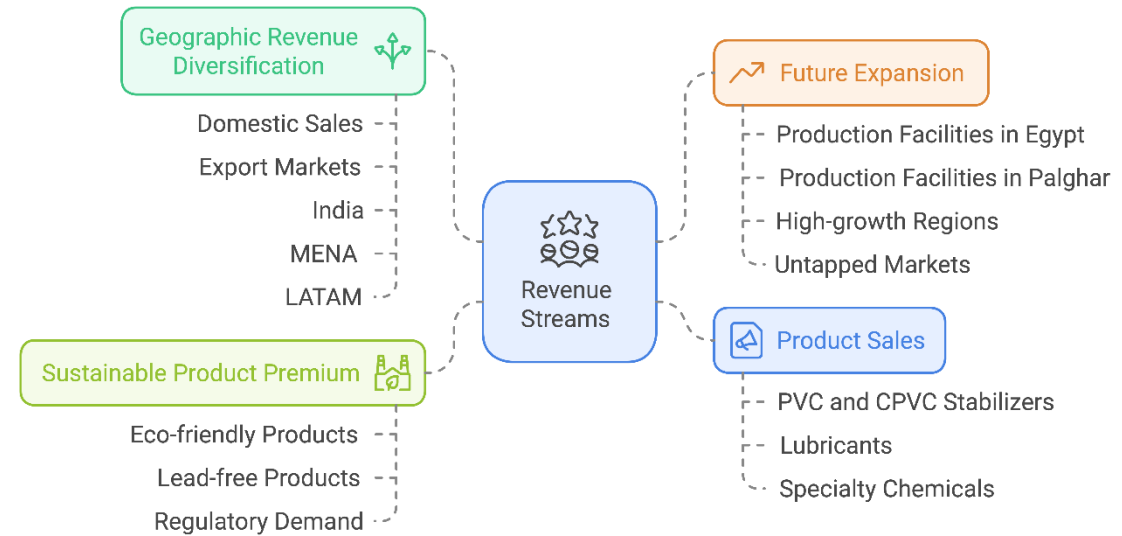 Geographic Revenue
Diversification
Domestic Sales
Export Markets
India
MENA
LATAM
Sustainable Product Premium
Eco-friendly Products
Lead-free Products
Regulatory Demand
Revenue
Streams
Future Expansion
Production Facilities in Egypt
Production Facilities in Palghar
High-growth Regions
Untapped Markets
Product Sales
PVC and CPVC Stabilizers
Lubricants
Specialty Chemicals